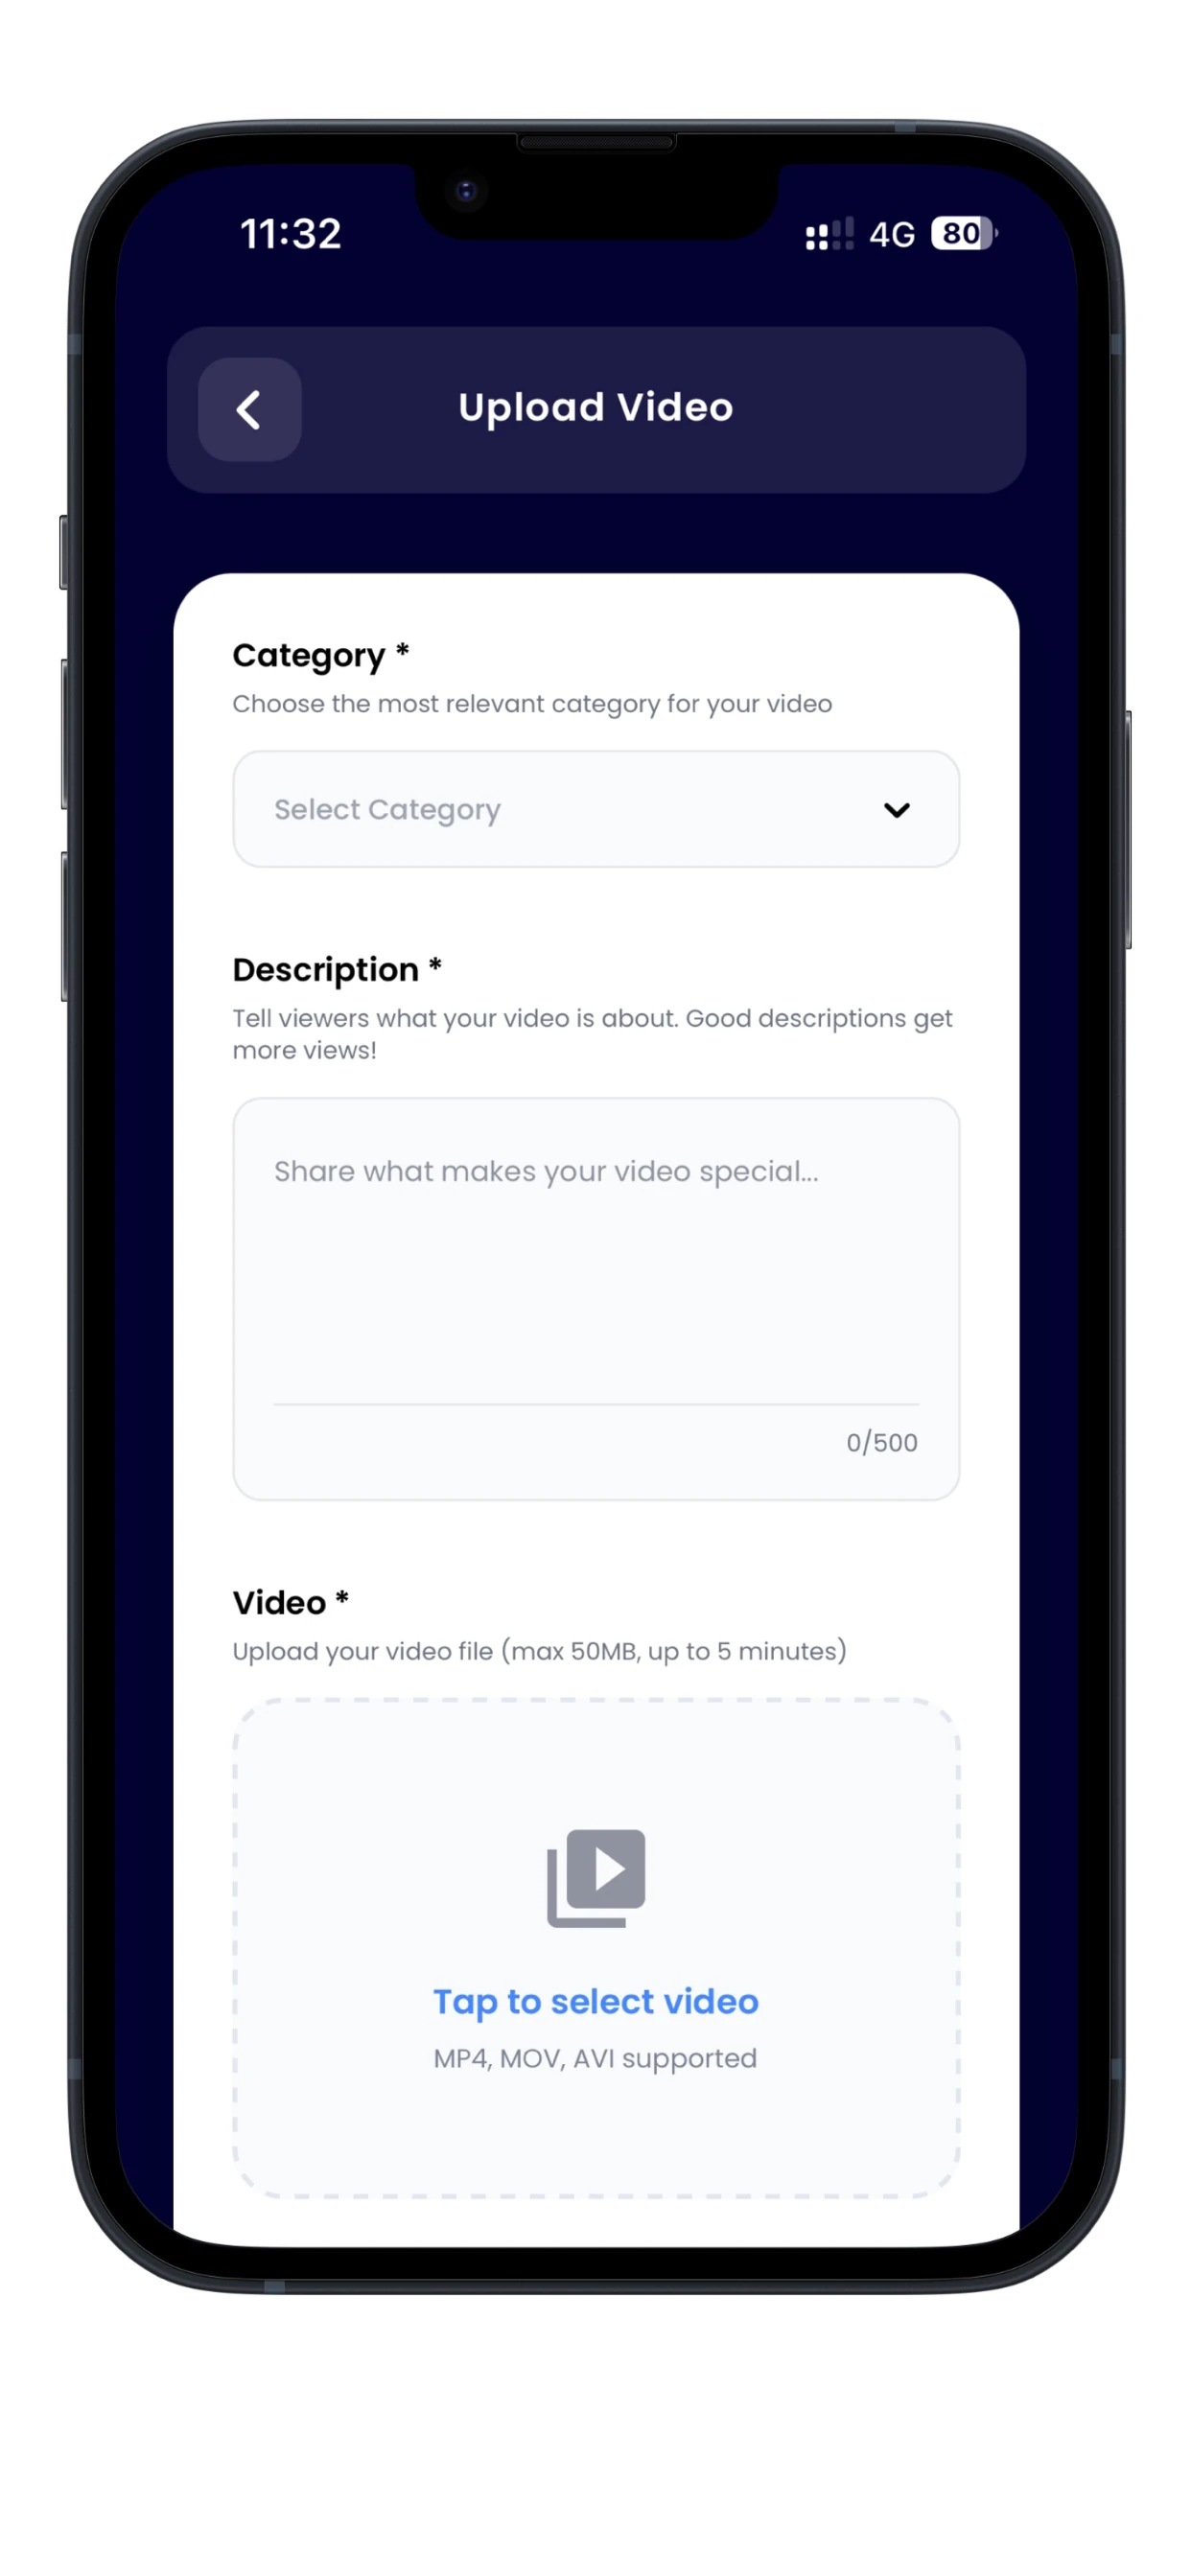 11:32
4G 80
Upload Video
Category *
Choose the most relevant category for your video
Select Category
Description *
Tell viewers what your video is about. Good descriptions get
more views!
Share what makes your video special...
0/500
Video *
Upload your video file (max 50MB, up to 5 minutes)
Tap to select video
MP4, MOV, AVI supported